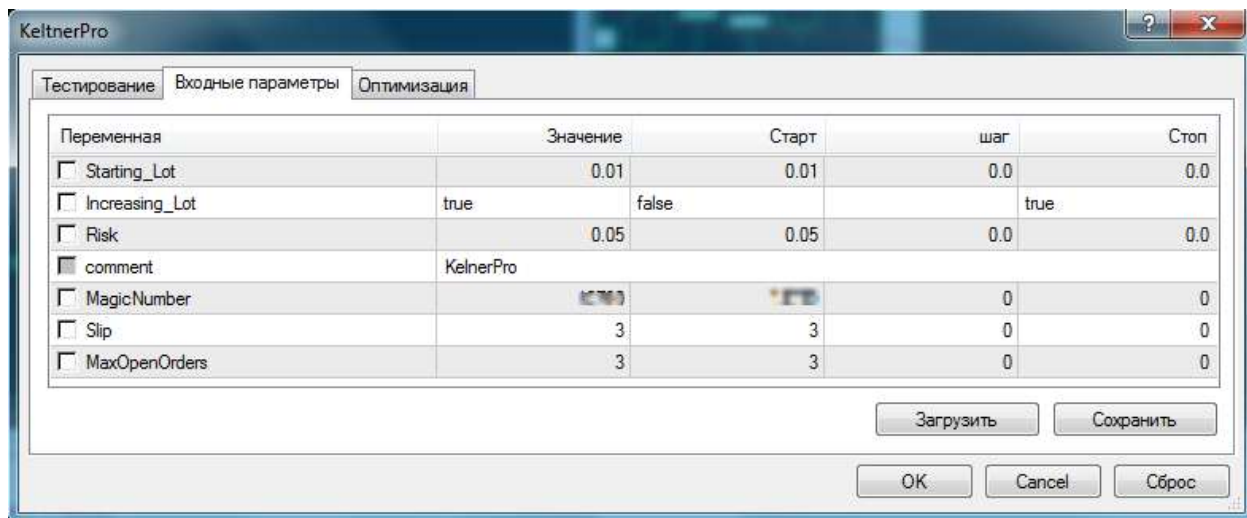 KeltnerPro
? X
Тестирование Входные параметры Оптимизация
Переменная Значение Старт шаг Стоп
Starting_Lot 0.01 0.01 0.0 0.0
Increasing_Lot true false true
Risk 0.05 0.05 0.0 0.0
comment KelnerPro
MagicNumber 0 0
Slip 3 3 0 0
MaxOpenOrders 3 3 0 0
Загрузить Сохранить
OK Cancel Сброс